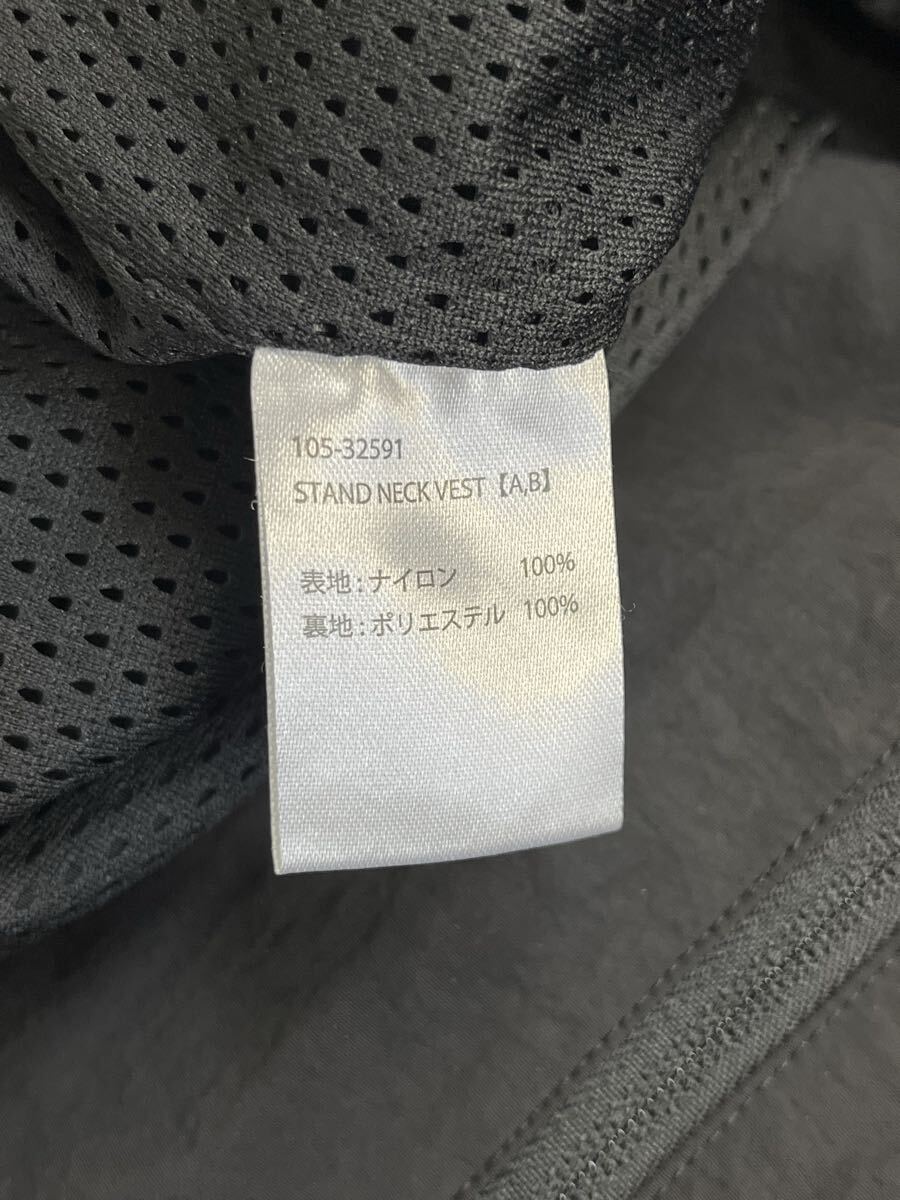 105-32591
STAND NECK VEST【A,B】
表地:ナイロン 100%
裏地:ポリエステル 100%